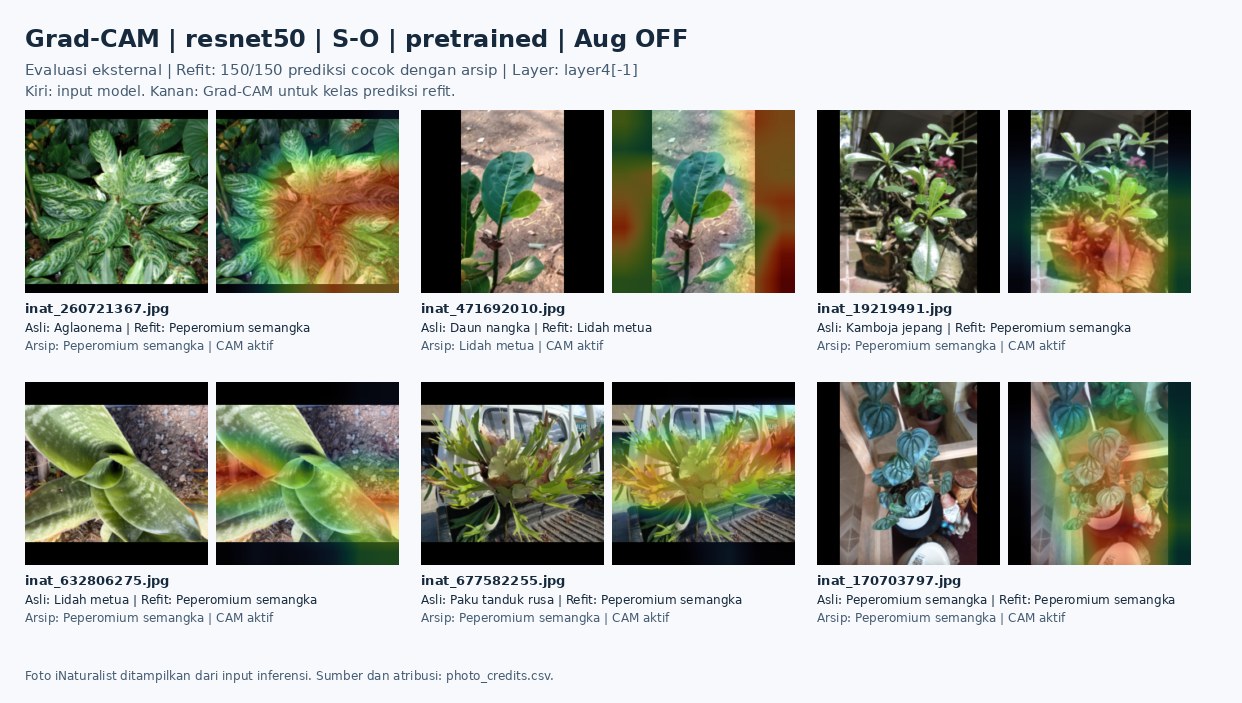 Grad-CAM | resnet50 | S-O | pretrained | Aug OFF
Evaluasi eksternal | Refit: 150/150 prediksi cocok dengan arsip | Layer: layer4[-1]
Kiri: input model. Kanan: Grad-CAM untuk kelas prediksi refit.
inat_260721367.jpg
Asli: Aglaonema | Refit: Peperomium semangka
Arsip: Peperomium semangka | CAM aktif
inat_471692010.jpg
Asli: Daun nangka | Refit: Lidah metua
Arsip: Lidah metua | CAM aktif
inat_19219491.jpg
Asli: Kamboja jepang | Refit: Peperomium semangka
Arsip: Peperomium semangka | CAM aktif
inat_632806275.jpg
Asli: Lidah metua | Refit: Peperomium semangka
Arsip: Peperomium semangka | CAM aktif
inat_677582255.jpg
Asli: Paku tanduk rusa | Refit: Peperomium semangka
Arsip: Peperomium semangka | CAM aktif
inat_170703797.jpg
Asli: Peperomium semangka | Refit: Peperomium semangka
Arsip: Peperomium semangka | CAM aktif
Foto iNaturalist ditampilkan dari input inferensi. Sumber dan atribusi: photo_credits.csv.